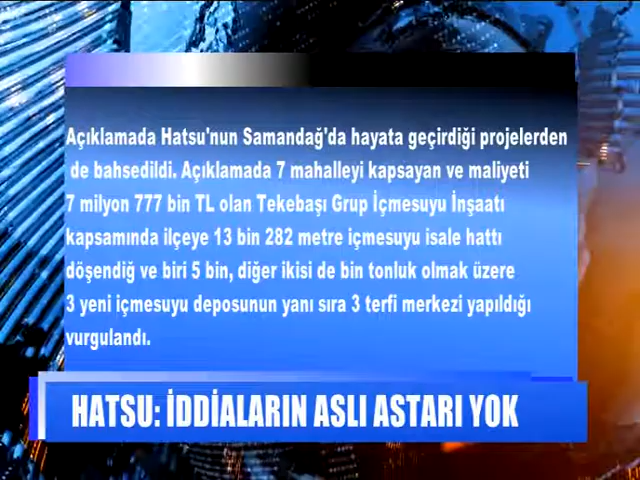 Açıklamada Hatsu'nun Samandağ'da hayata geçirdiği projelerden
de bahsedildi. Açıklamada 7 mahalleyi kapsayan ve maliyeti
7 milyon 777 bin TL olan Tekebaşı Grup İçmesuyu İnşaatı
kapsamında ilçeye 13 bin 282 metre içmesuyu isale hattı
döşendiğ ve biri 5 bin, diğer ikisi de bin tonluk olmak üzere
3 yeni içmesuyu deposunun yanı sıra 3 terfi merkezi yapıldığı
vurgulandı.
HATSU: İDDİALARIN ASLI ASTARI YOK